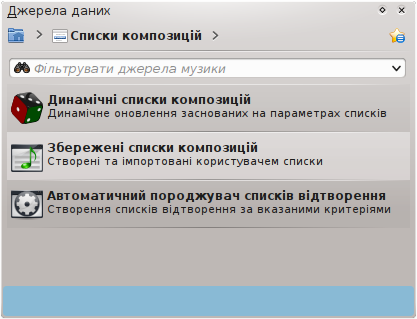 Джерела даних
Списки композицій
Фільтрувати джерела музики
Динамічні списки композицій
Динамічне оновлення заснованих на параметрах списків
Збережені списки композицій
Створені та імпортовані користувачем списки
Автоматичний породжувач списків відтворення
Створення списків відтворення за вказаними критеріями